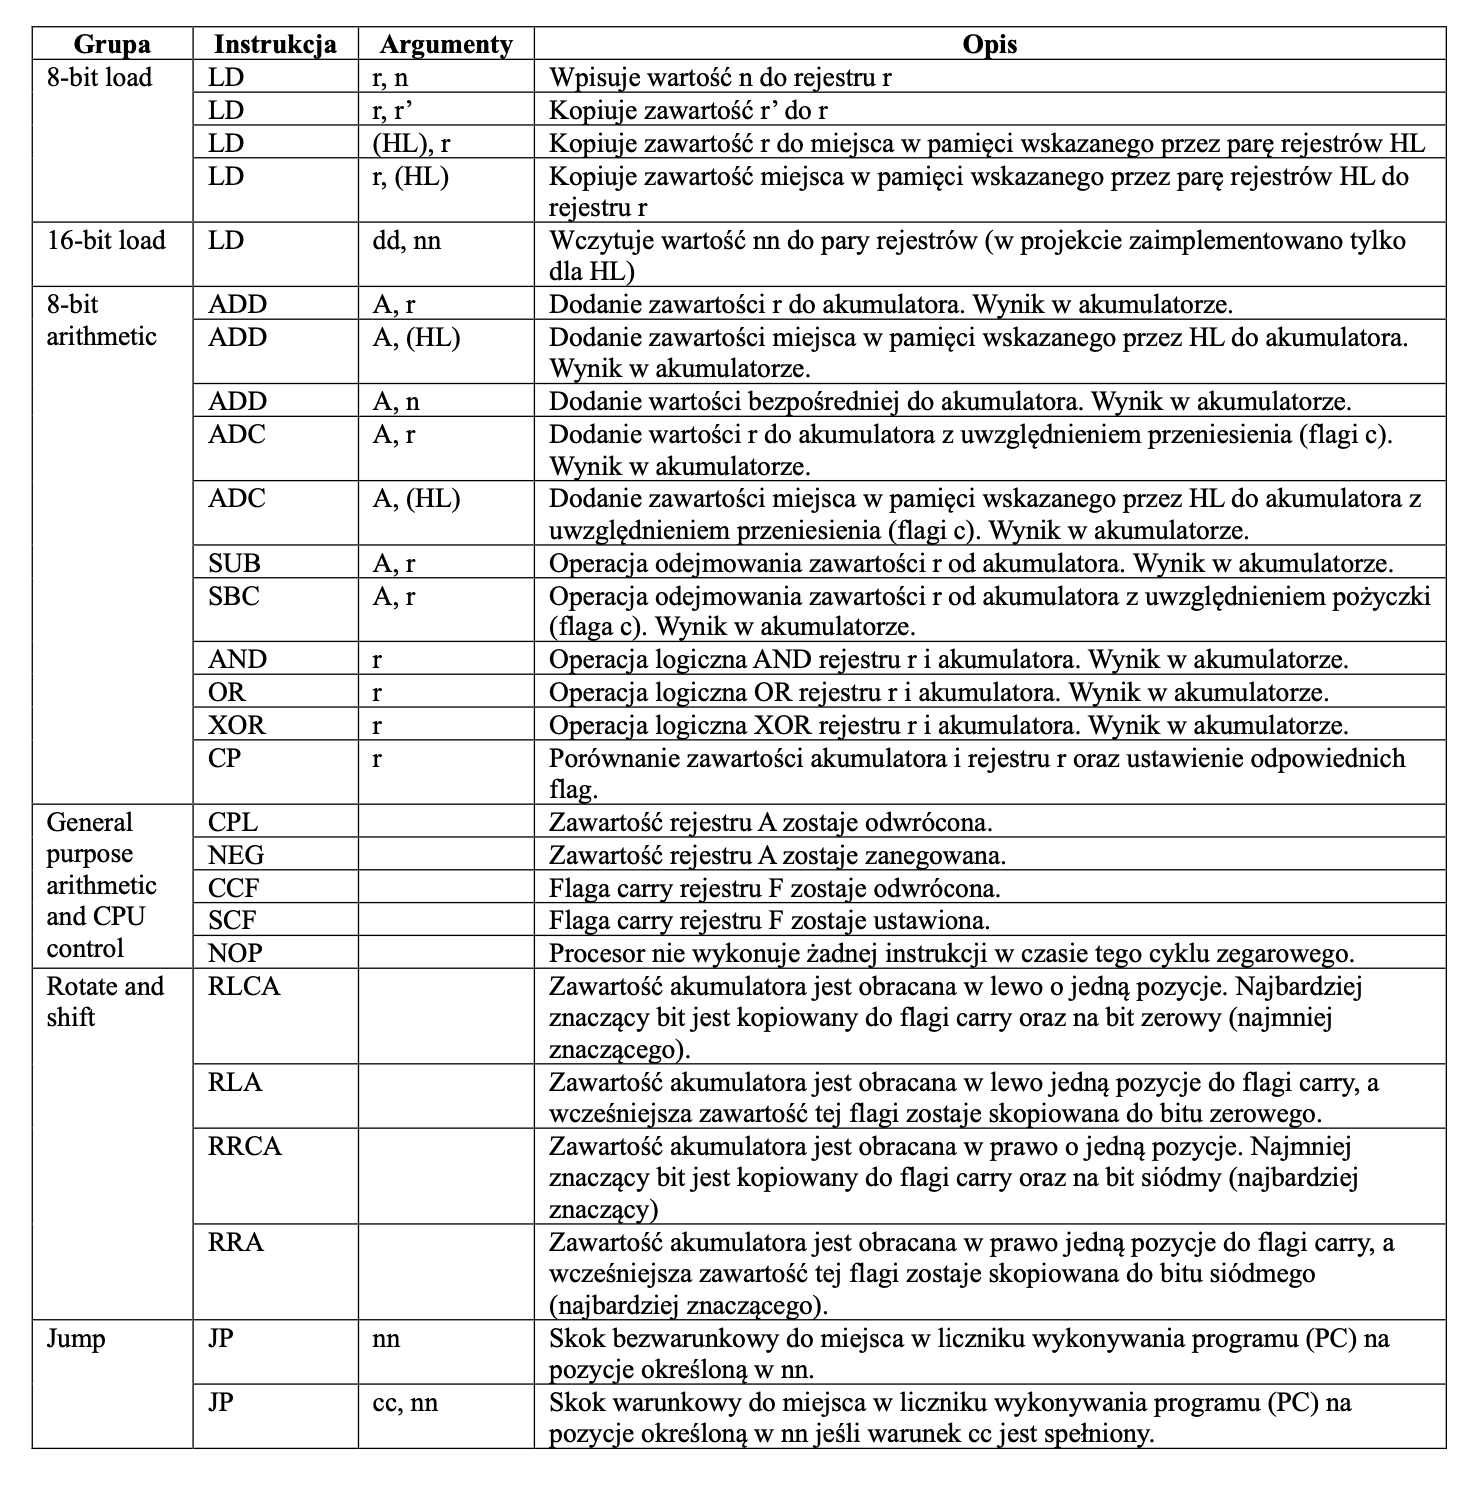 Grupa Instrukcja Argumenty Opis
8-bit load LD r, n Wpisuje wartość n do rejestru r
LD r, r’ Kopiuje zawartość r’ do r
LD (HL), r Kopiuje zawartość r do miejsca w pamięci wskazanego przez parę rejestrów HL
LD r, (HL) Kopiuje zawartość miejsca w pamięci wskazanego przez parę rejestrów HL do
rejestru r
16-bit load LD dd, nn Wczytuje wartość nn do pary rejestrów (w projekcie zaimplementowano tylko
dla HL)
8-bit ADD A, r Dodanie zawartości r do akumulatora. Wynik w akumulatorze.
arithmetic ADD A, (HL) Dodanie zawartości miejsca w pamięci wskazanego przez HL do akumulatora.
Wynik w akumulatorze.
ADD A, n Dodanie wartości bezpośredniej do akumulatora. Wynik w akumulatorze.
ADC A, r Dodanie wartości r do akumulatora z uwzględnieniem przeniesienia (flagi c).
Wynik w akumulatorze.
ADC A, (HL) Dodanie zawartości miejsca w pamięci wskazanego przez HL do akumulatora z
uwzględnieniem przeniesienia (flagi c). Wynik w akumulatorze.
SUB A, r Operacja odejmowania zawartości r od akumulatora. Wynik w akumulatorze.
SBC A, r Operacja odejmowania zawartości r od akumulatora z uwzględnieniem pożyczki
(flaga c). Wynik w akumulatorze.
AND r Operacja logiczna AND rejestru r i akumulatora. Wynik w akumulatorze.
OR r Operacja logiczna OR rejestru r i akumulatora. Wynik w akumulatorze.
XOR r Operacja logiczna XOR rejestru r i akumulatora. Wynik w akumulatorze.
CP r Porównanie zawartości akumulatora i rejestru r oraz ustawienie odpowiednich
flag.
General CPL Zawartość rejestru A zostaje odwrócona.
purpose NEG Zawartość rejestru A zostaje zanegowana.
arithmetic CCF Flaga carry rejestru F zostaje odwrócona.
and CPU SCF Flaga carry rejestru F zostaje ustawiona.
control NOP Procesor nie wykonuje żadnej instrukcji w czasie tego cyklu zegarowego.
Rotate and RLCA Zawartość akumulatora jest obracana w lewo o jedną pozycje. Najbardziej
shift znaczący bit jest kopiowany do flagi carry oraz na bit zerowy (najmniej
znaczącego).
RLA Zawartość akumulatora jest obracana w lewo jedną pozycje do flagi carry, a
wcześniejsza zawartość tej flagi zostaje skopiowana do bitu zerowego.
RRCA Zawartość akumulatora jest obracana w prawo o jedną pozycje. Najmniej
znaczący bit jest kopiowany do flagi carry oraz na bit siódmy (najbardziej
znaczący)
RRA Zawartość akumulatora jest obracana w prawo jedną pozycje do flagi carry, a
wcześniejsza zawartość tej flagi zostaje skopiowana do bitu siódmego
(najbardziej znaczącego).
Jump JP nn Skok bezwarunkowy do miejsca w liczniku wykonywania programu (PC) na
pozycje określoną w nn.
JP cc, nn Skok warunkowy do miejsca w liczniku wykonywania programu (PC) na
pozycje określoną w nn jeśli warunek cc jest spełniony.